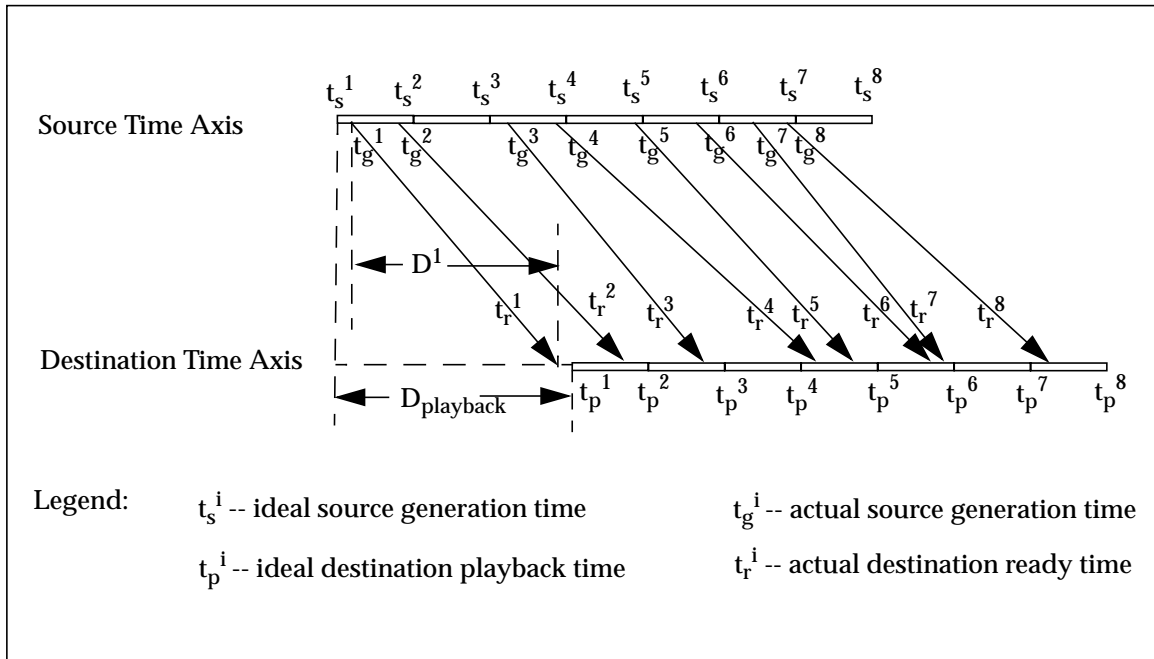 t_s^1 t_s^2 t_s^3 t_s^4 t_s^5 t_s^6 t_s^7 t_s^8
Source Time Axis
t_g^1 t_g^2 t_g^3 t_g^4 t_g^5 t_g^6 t_g^7 t_g^8
D^1
t_r^1 t_r^2 t_r^3 t_r^4 t_r^5 t_r^6 t_r^7 t_r^8
Destination Time Axis
t_p^1 t_p^2 t_p^3 t_p^4 t_p^5 t_p^6 t_p^7 t_p^8
D_playback
Legend:
t_s^i -- ideal source generation time
t_g^i -- actual source generation time
t_p^i -- ideal destination playback time
t_r^i -- actual destination ready time